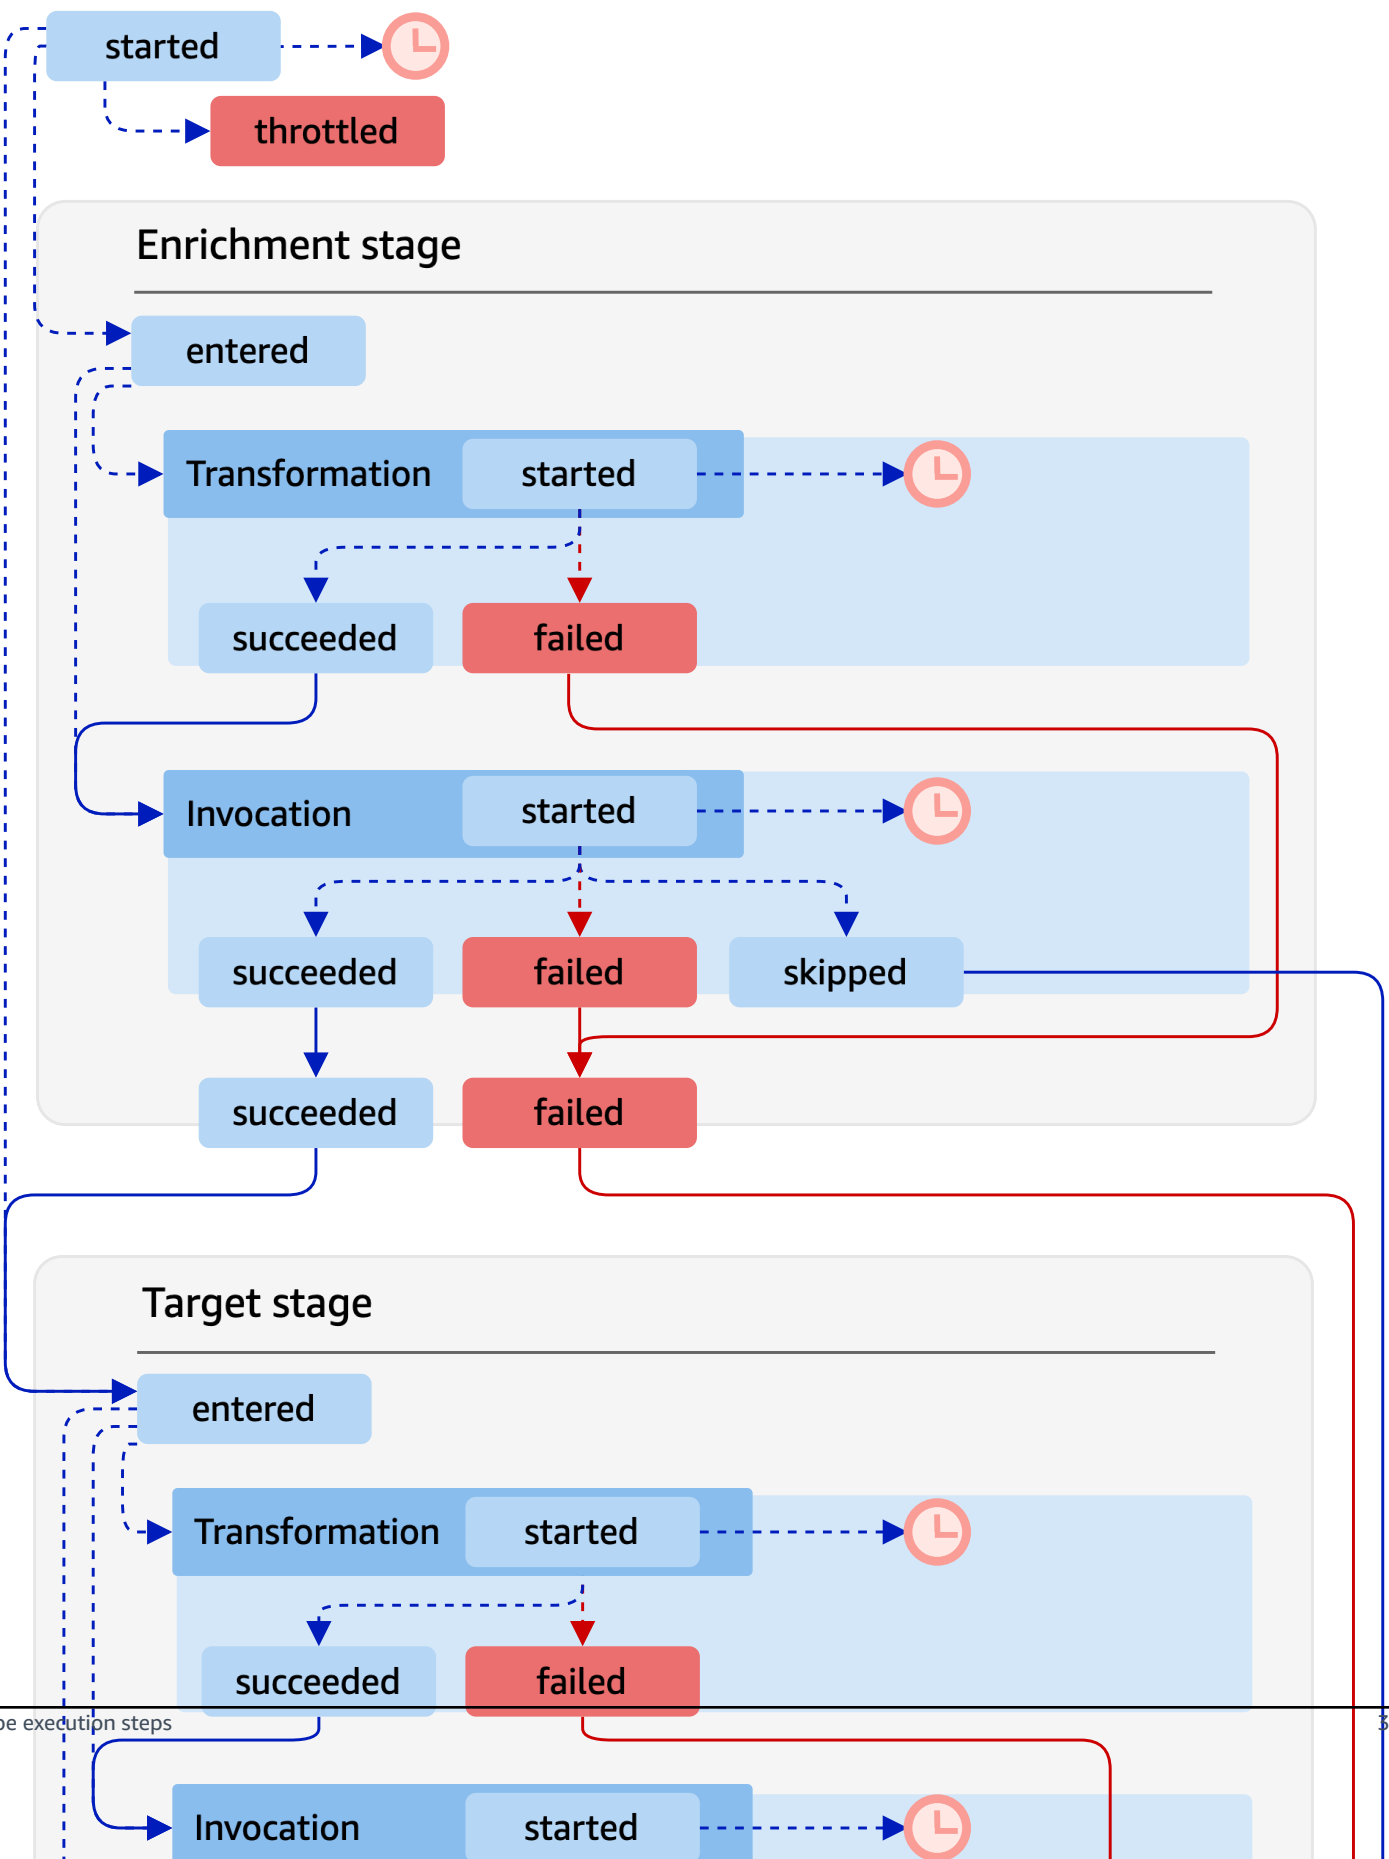 started
throttled
Enrichment stage
entered
Transformation started
succeeded failed
Invocation started
succeeded failed skipped
succeeded failed
Target stage
entered
Transformation started
succeeded failed
execution steps
Invocation started